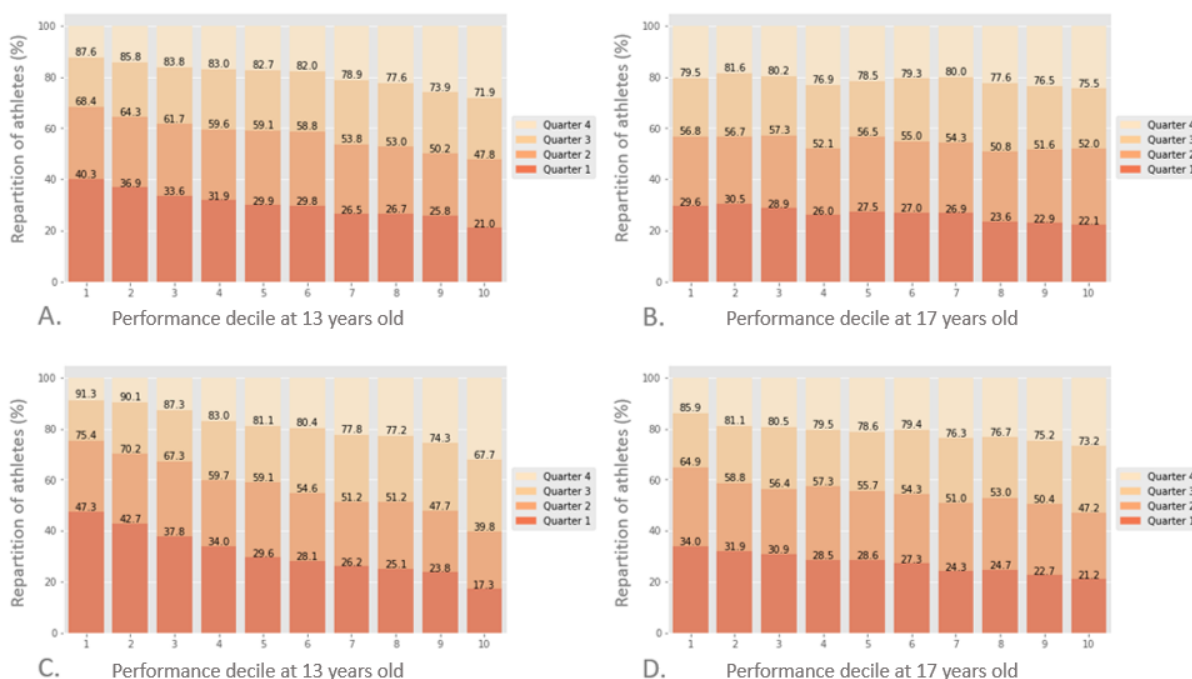 100
80
60
40
20
0
Repartition of athletes (%)
87.6 85.8 83.8 83.0 82.7 82.0 78.9 77.6 73.9 71.9
68.4 64.3 61.7 59.6 59.1 58.8 53.8 53.0 50.2 47.8
40.3 36.9 33.6 31.9 29.9 29.8 26.5 26.7 25.8 21.0
1 2 3 4 5 6 7 8 9 10
Quarter 4
Quarter 3
Quarter 2
Quarter 1
A. Performance decile at 13 years old
100
80
60
40
20
0
Repartition of athletes (%)
79.5 81.6 80.2 76.9 78.5 79.3 80.0 77.6 76.5 75.5
56.8 56.7 57.3 52.1 56.5 55.0 54.3 50.8 51.6 52.0
29.6 30.5 28.9 26.0 27.5 27.0 26.9 23.6 22.9 22.1
1 2 3 4 5 6 7 8 9 10
Quarter 4
Quarter 3
Quarter 2
Quarter 1
B. Performance decile at 17 years old
100
80
60
40
20
0
Repartition of athletes (%)
91.3 90.1 87.3 83.0 81.1 80.4 77.8 77.2 74.3 67.7
75.4 70.2 67.3 59.7 59.1 54.6 51.2 51.2 47.7 39.8
47.3 42.7 37.8 34.0 29.6 28.1 26.2 25.1 23.8 17.3
1 2 3 4 5 6 7 8 9 10
Quarter 4
Quarter 3
Quarter 2
Quarter 1
C. Performance decile at 13 years old
100
80
60
40
20
0
Repartition of athletes (%)
85.9 81.1 80.5 79.5 78.6 79.4 76.3 76.7 75.2 73.2
64.9 58.8 56.4 57.3 55.7 54.3 51.0 53.0 50.4 47.2
34.0 31.9 30.9 28.5 28.6 27.3 24.3 24.7 22.7 21.2
1 2 3 4 5 6 7 8 9 10
Quarter 4
Quarter 3
Quarter 2
Quarter 1
D. Performance decile at 17 years old